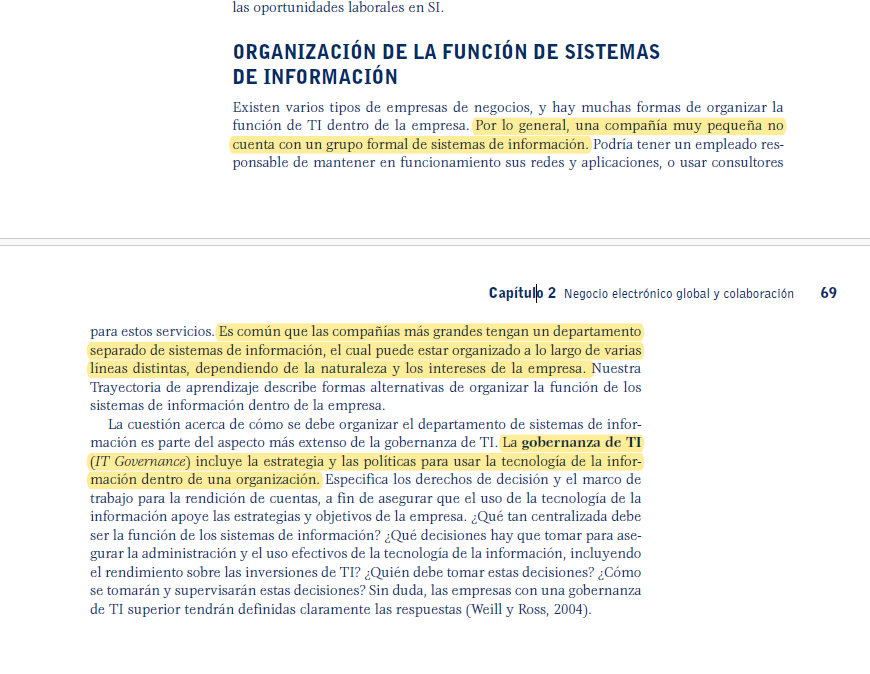 las oportunidades laborales en SI.
ORGANIZACIÓN DE LA FUNCIÓN DE SISTEMAS
DE INFORMACIÓN
Existen varios tipos de empresas de negocios, y hay muchas formas de organizar la
función de TI dentro de la empresa. Por lo general, una compañía muy pequeña no
cuenta con un grupo formal de sistemas de información. Podría tener un empleado res-
ponsable de mantener en funcionamiento sus redes y aplicaciones, o usar consultores
Capítulo 2 Negocio electrónico global y colaboración 69
para estos servicios. Es común que las compañías más grandes tengan un departamento
separado de sistemas de información, el cual puede estar organizado a lo largo de varias
líneas distintas, dependiendo de la naturaleza y los intereses de la empresa. Nuestra
Trayectoria de aprendizaje describe formas alternativas de organizar la función de los
sistemas de información dentro de la empresa.
La cuestión acerca de cómo se debe organizar el departamento de sistemas de infor-
mación es parte del aspecto más extenso de la gobernanza de TI. La gobernanza de TI
(IT Governance) incluye la estrategia y las políticas para usar la tecnología de la infor-
mación dentro de una organización. Especifica los derechos de decisión y el marco de
trabajo para la rendición de cuentas, a fin de asegurar que el uso de la tecnología de la
información apoye las estrategias y objetivos de la empresa. ¿Qué tan centralizada debe
ser la función de los sistemas de información? ¿Qué decisiones hay que tomar para ase-
gurar la administración y el uso efectivos de la tecnología de la información, incluyendo
el rendimiento sobre las inversiones de TI? ¿Quién debe tomar estas decisiones? ¿Cómo
se tomarán y supervisarán estas decisiones? Sin duda, las empresas con una gobernanza
de TI superior tendrán definidas claramente las respuestas (Weill y Ross, 2004).